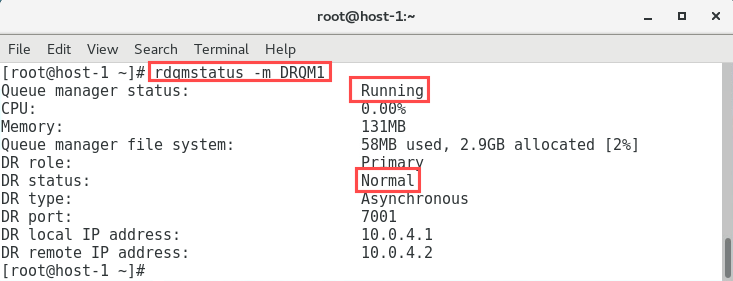 root@host-1:~
File Edit View Search Terminal Help
[root@host-1 ~]# rdqmstatus -m DRQM1
Queue manager status: Running
CPU: 0.00%
Memory: 131MB
Queue manager file system: 58MB used, 2.9GB allocated [2%]
DR role: Primary
DR status: Normal
DR type: Asynchronous
DR port: 7001
DR local IP address: 10.0.4.1
DR remote IP address: 10.0.4.2
[root@host-1 ~]#